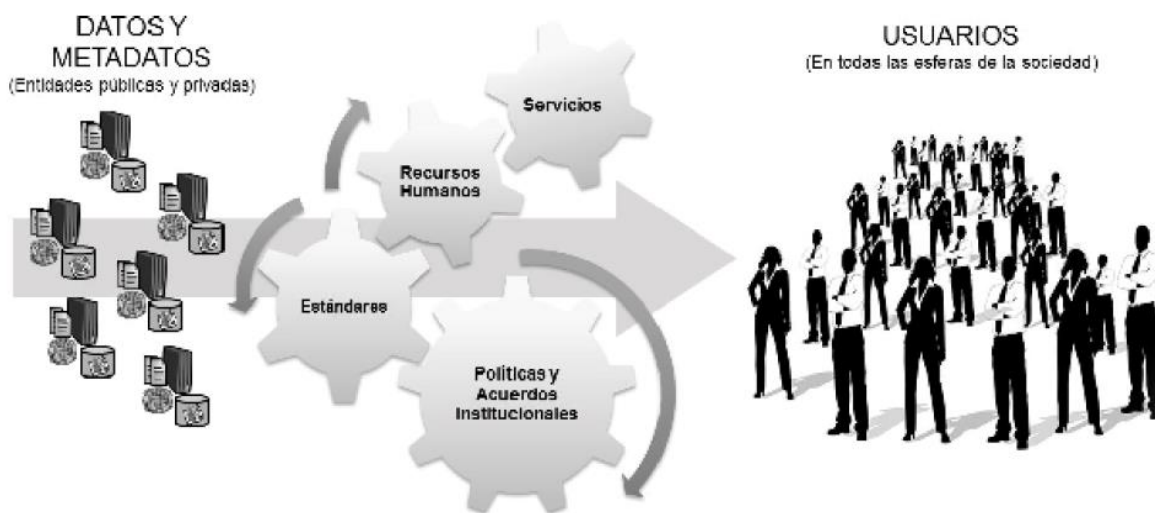 DATOS Y
METADATOS
(Entidades públicas y privadas)
Servicios
Recursos
Humanos
Estándares
Políticas y
Acuerdos
Institucionales
USUARIOS
(En todas las esferas de la sociedad)